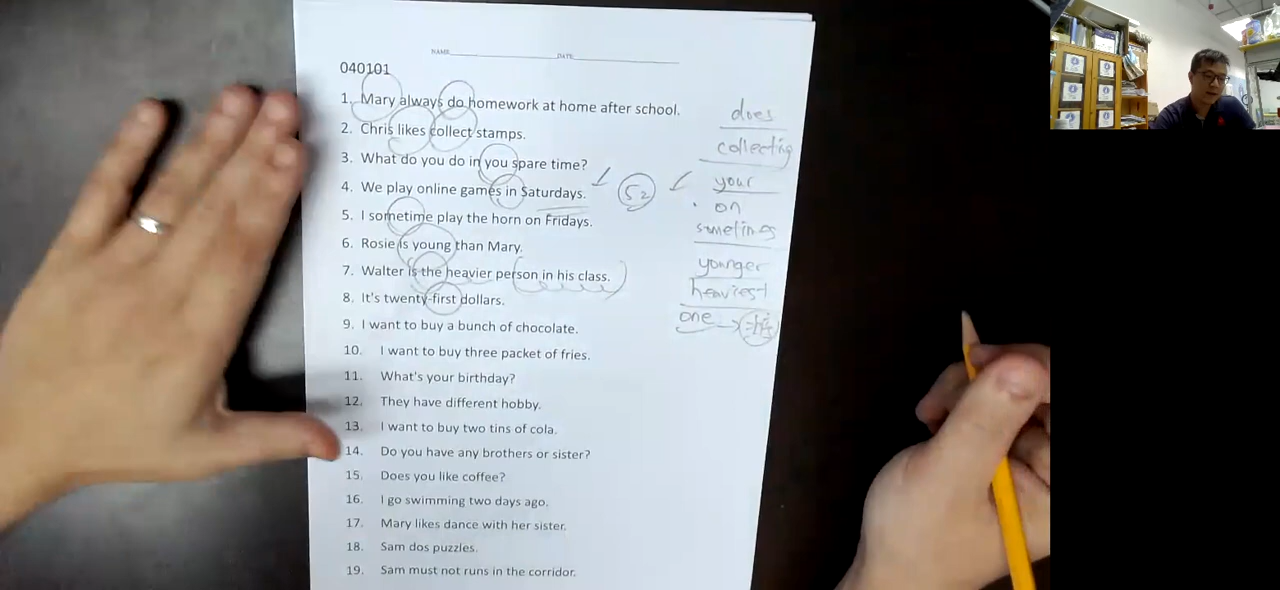 NAME DATE
040101
1. Mary always do homework at home after school. does
2. Chris likes collect stamps. collecting
3. What do you do in you spare time? your
4. We play online games in Saturdays. 52 on
5. I sometime play the horn on Fridays. sometimes
6. Rosie is young than Mary. younger
7. Walter is the heavier person in his class. heaviest
8. It's twenty-first dollars. one
9. I want to buy a bunch of chocolate.
10. I want to buy three packet of fries.
11. What's your birthday?
12. They have different hobby.
13. I want to buy two tins of cola.
14. Do you have any brothers or sister?
15. Does you like coffee?
16. I go swimming two days ago.
17. Mary likes dance with her sister.
18. Sam dos puzzles.
19. Sam must not runs in the corridor.